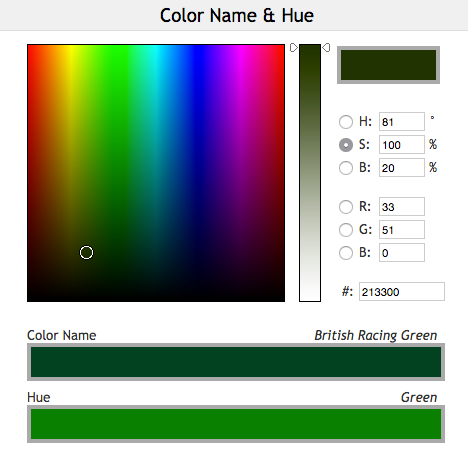 Color Name & Hue
H: 81 °
S: 100 %
B: 20 %
R: 33
G: 51
B: 0
#: 213300
Color Name British Racing Green
Hue Green